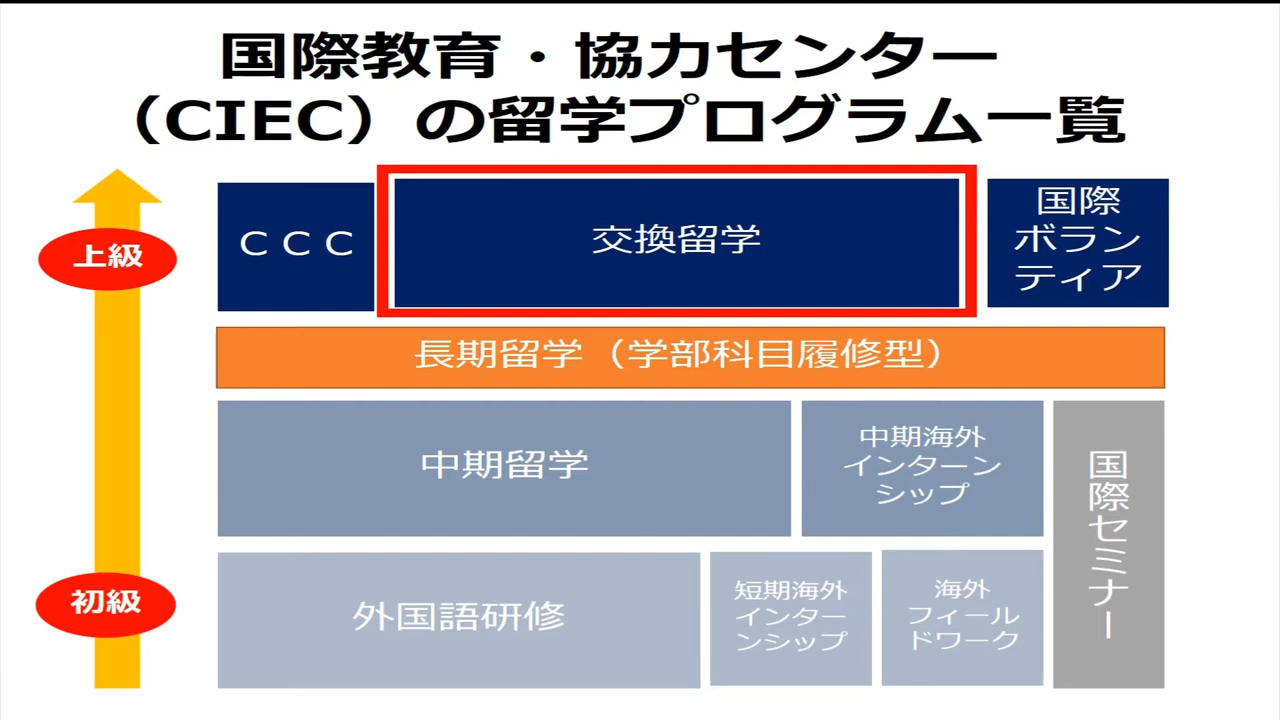 国際教育・協力センター
（CIEC）の留学プログラム一覧
上級
ＣＣＣ
交換留学
国際
ボラン
ティア
長期留学（学部科目履修型）
中期留学
中期海外
インターン
シップ
国際セミナー
初級
外国語研修
短期海外
インター
ンシップ
海外
フィール
ドワーク